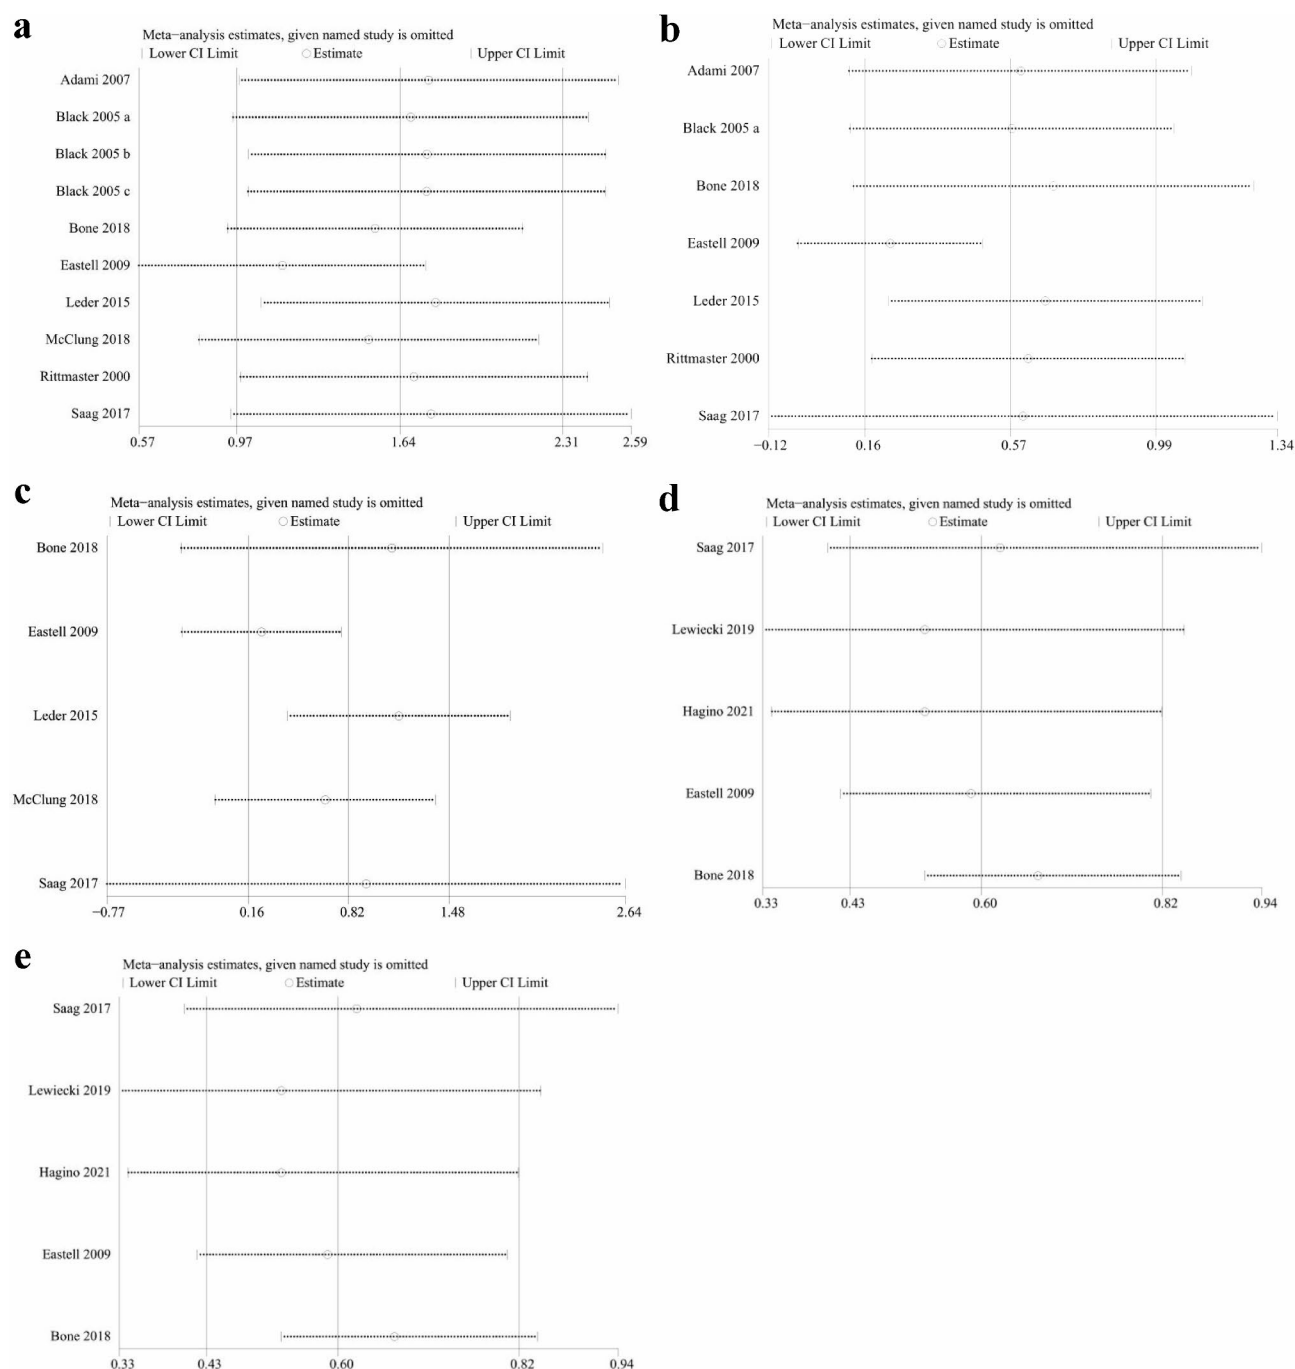 a
Meta−analysis estimates, given named study is omitted
| Lower CI Limit ○ Estimate | Upper CI Limit
Adami 2007
Black 2005 a
Black 2005 b
Black 2005 c
Bone 2018
Eastell 2009
Leder 2015
McClung 2018
Rittmaster 2000
Saag 2017
0.57 0.97 1.64 2.31 2.59
b
Meta−analysis estimates, given named study is omitted
| Lower CI Limit ○ Estimate | Upper CI Limit
Adami 2007
Black 2005 a
Bone 2018
Eastell 2009
Leder 2015
Rittmaster 2000
Saag 2017
−0.12 0.16 0.57 0.99 1.34
c
Meta−analysis estimates, given named study is omitted
| Lower CI Limit ○ Estimate | Upper CI Limit
Bone 2018
Eastell 2009
Leder 2015
McClung 2018
Saag 2017
−0.77 0.16 0.82 1.48 2.64
d
Meta−analysis estimates, given named study is omitted
| Lower CI Limit ○ Estimate | Upper CI Limit
Saag 2017
Lewiecki 2019
Hagino 2021
Eastell 2009
Bone 2018
0.33 0.43 0.60 0.82 0.94
e
Meta−analysis estimates, given named study is omitted
| Lower CI Limit ○ Estimate | Upper CI Limit
Saag 2017
Lewiecki 2019
Hagino 2021
Eastell 2009
Bone 2018
0.33 0.43 0.60 0.82 0.94